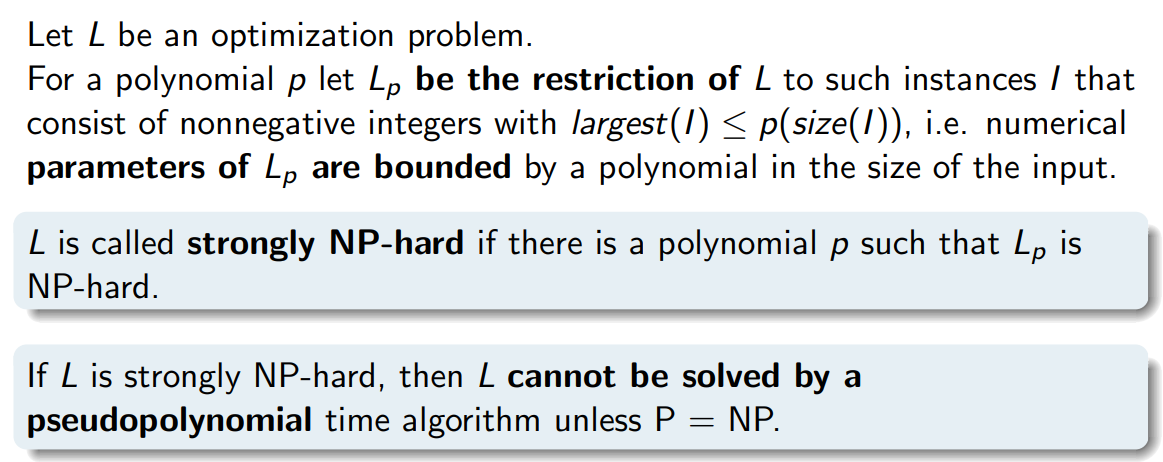 Let L be an optimization problem.
For a polynomial p let Lₚ be the restriction of L to such instances I that
consist of nonnegative integers with largest(I) ≤ p(size(I)), i.e. numerical
parameters of Lₚ are bounded by a polynomial in the size of the input.
L is called strongly NP-hard if there is a polynomial p such that Lₚ is
NP-hard.
If L is strongly NP-hard, then L cannot be solved by a
pseudopolynomial time algorithm unless P = NP.